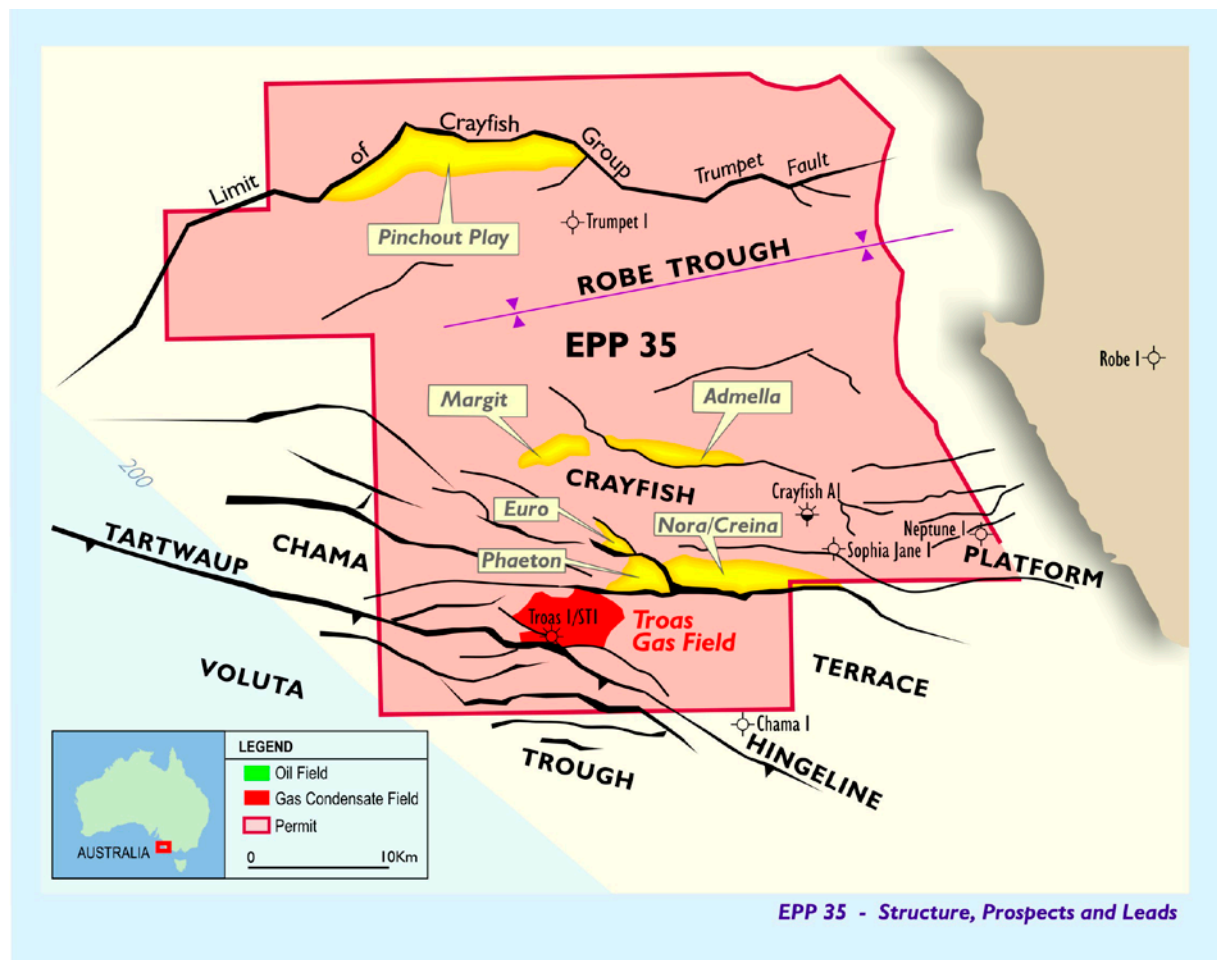 Crayfish
of
Group
Limit
Trumpet
Fault
Trumpet 1
Pinchout Play
ROBE TROUGH
EPP 35
Robe 1
Margit
Admella
200
CRAYFISH
Crayfish A1
Euro
Nora/Creina
Neptune 1
TARTWAUP
CHAMA
Phaeton
Sophia Jane 1
PLATFORM
Troas 1/ST1
Troas
Gas Field
VOLUTA
TERRACE
Chama 1
HINGELINE
TROUGH
LEGEND
Oil Field
Gas Condensate Field
Permit
AUSTRALIA
0 10Km
EPP 35 - Structure, Prospects and Leads